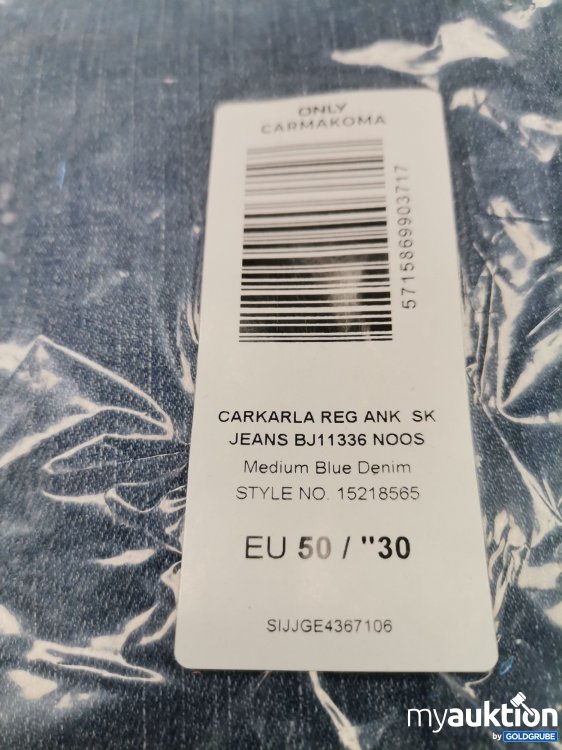 ONLY
CARMAKOMA
5715869903717
CARKARLA REG ANK SK
JEANS BJ11336 NOOS
Medium Blue Denim
STYLE NO. 15218565
EU 50 / "30
SIJJGE4367106
myauktion
by GOLDGRUBE